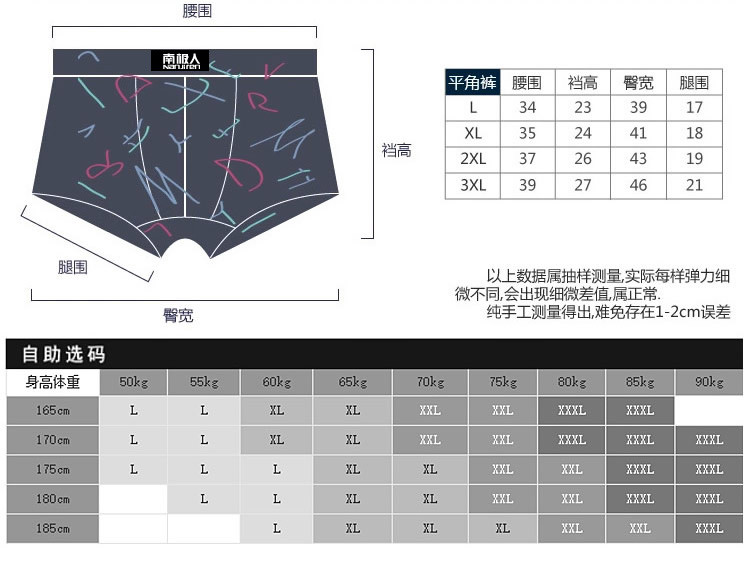 腰围
南极人
Nanjiren
裆高
腿围
臀宽
平角裤 腰围 裆高 臀宽 腿围
L 34 23 39 17
XL 35 24 41 18
2XL 37 26 43 19
3XL 39 27 46 21
以上数据属抽样测量,实际每样弹力细
微不同,会出现细微差值,属正常.
纯手工测量得出,难免存在1-2cm误差
自助选码
身高体重 50kg 55kg 60kg 65kg 70kg 75kg 80kg 85kg 90kg
165cm L L XL XL XXL XXL XXXL XXXL
170cm L L XL XL XXL XXL XXXL XXXL XXXL
175cm L L L XL XL XXL XXL XXXL XXXL
180cm L L XL XL XXL XXL XXXL XXXL
185cm L XL XL XL XXL XXL XXXL